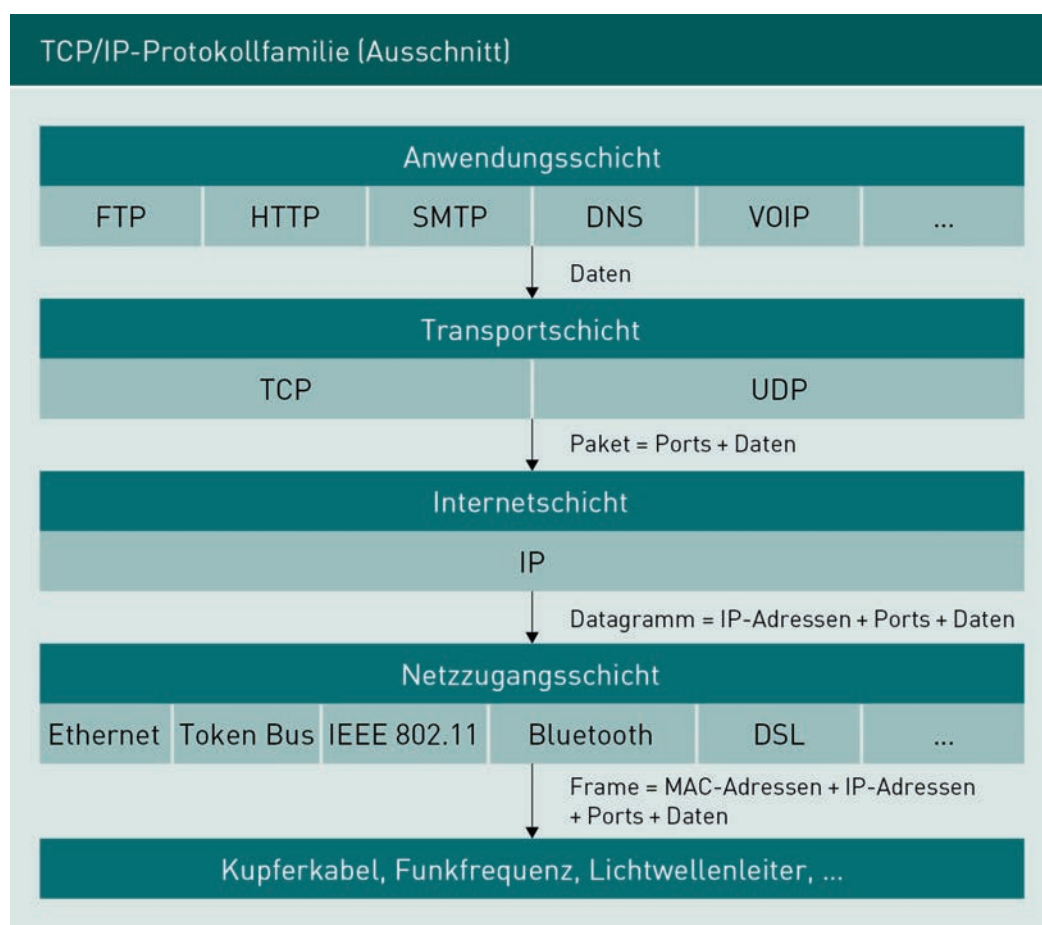 TCP/IP-Protokollfamilie (Ausschnitt)
Anwendungsschicht
FTP HTTP SMTP DNS VOIP ...
Daten
Transportschicht
TCP UDP
Paket = Ports + Daten
Internetschicht
IP
Datagramm = IP-Adressen + Ports + Daten
Netzzugangsschicht
Ethernet Token Bus IEEE 802.11 Bluetooth DSL ...
Frame = MAC-Adressen + IP-Adressen
+ Ports + Daten
Kupferkabel, Funkfrequenz, Lichtwellenleiter, ...